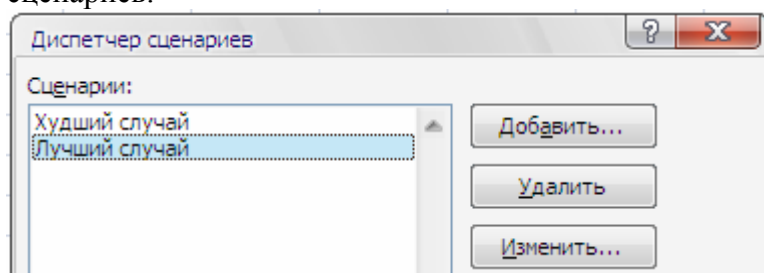 сценариев.
Диспетчер сценариев
Сценарии:
Худший случай
Лучший случай
Добавить...
Удалить
Изменить...